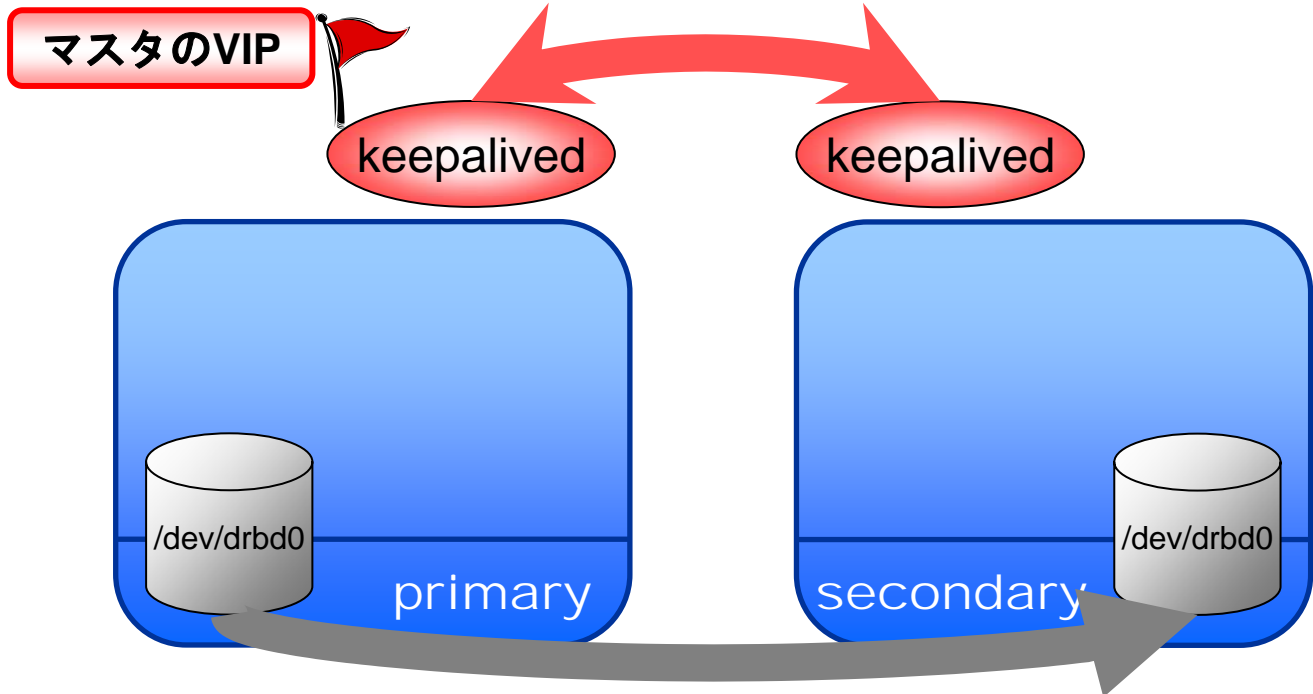 マスタのVIP
keepalived
keepalived
/dev/drbd0
/dev/drbd0
primary
secondary